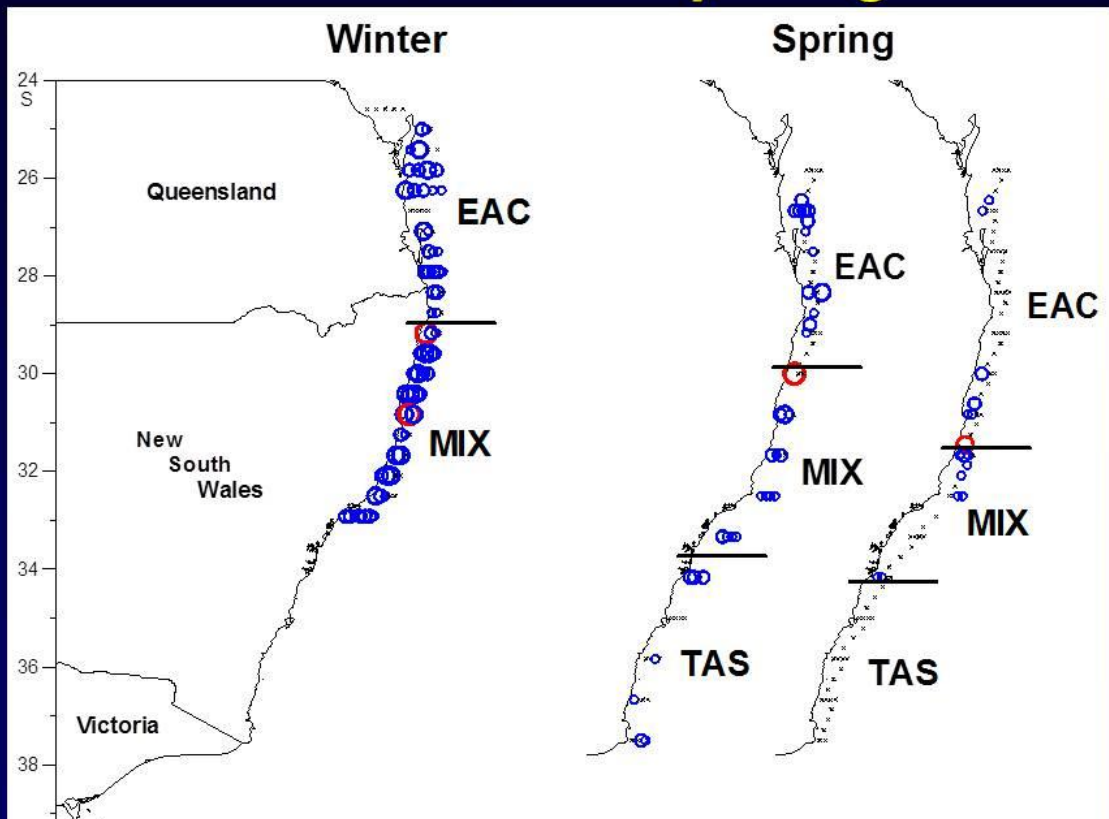 Winter
Spring
24
S
26
28
30
32
34
36
38
Queensland
EAC
New
South
Wales
MIX
Victoria
EAC
MIX
TAS
EAC
MIX
TAS